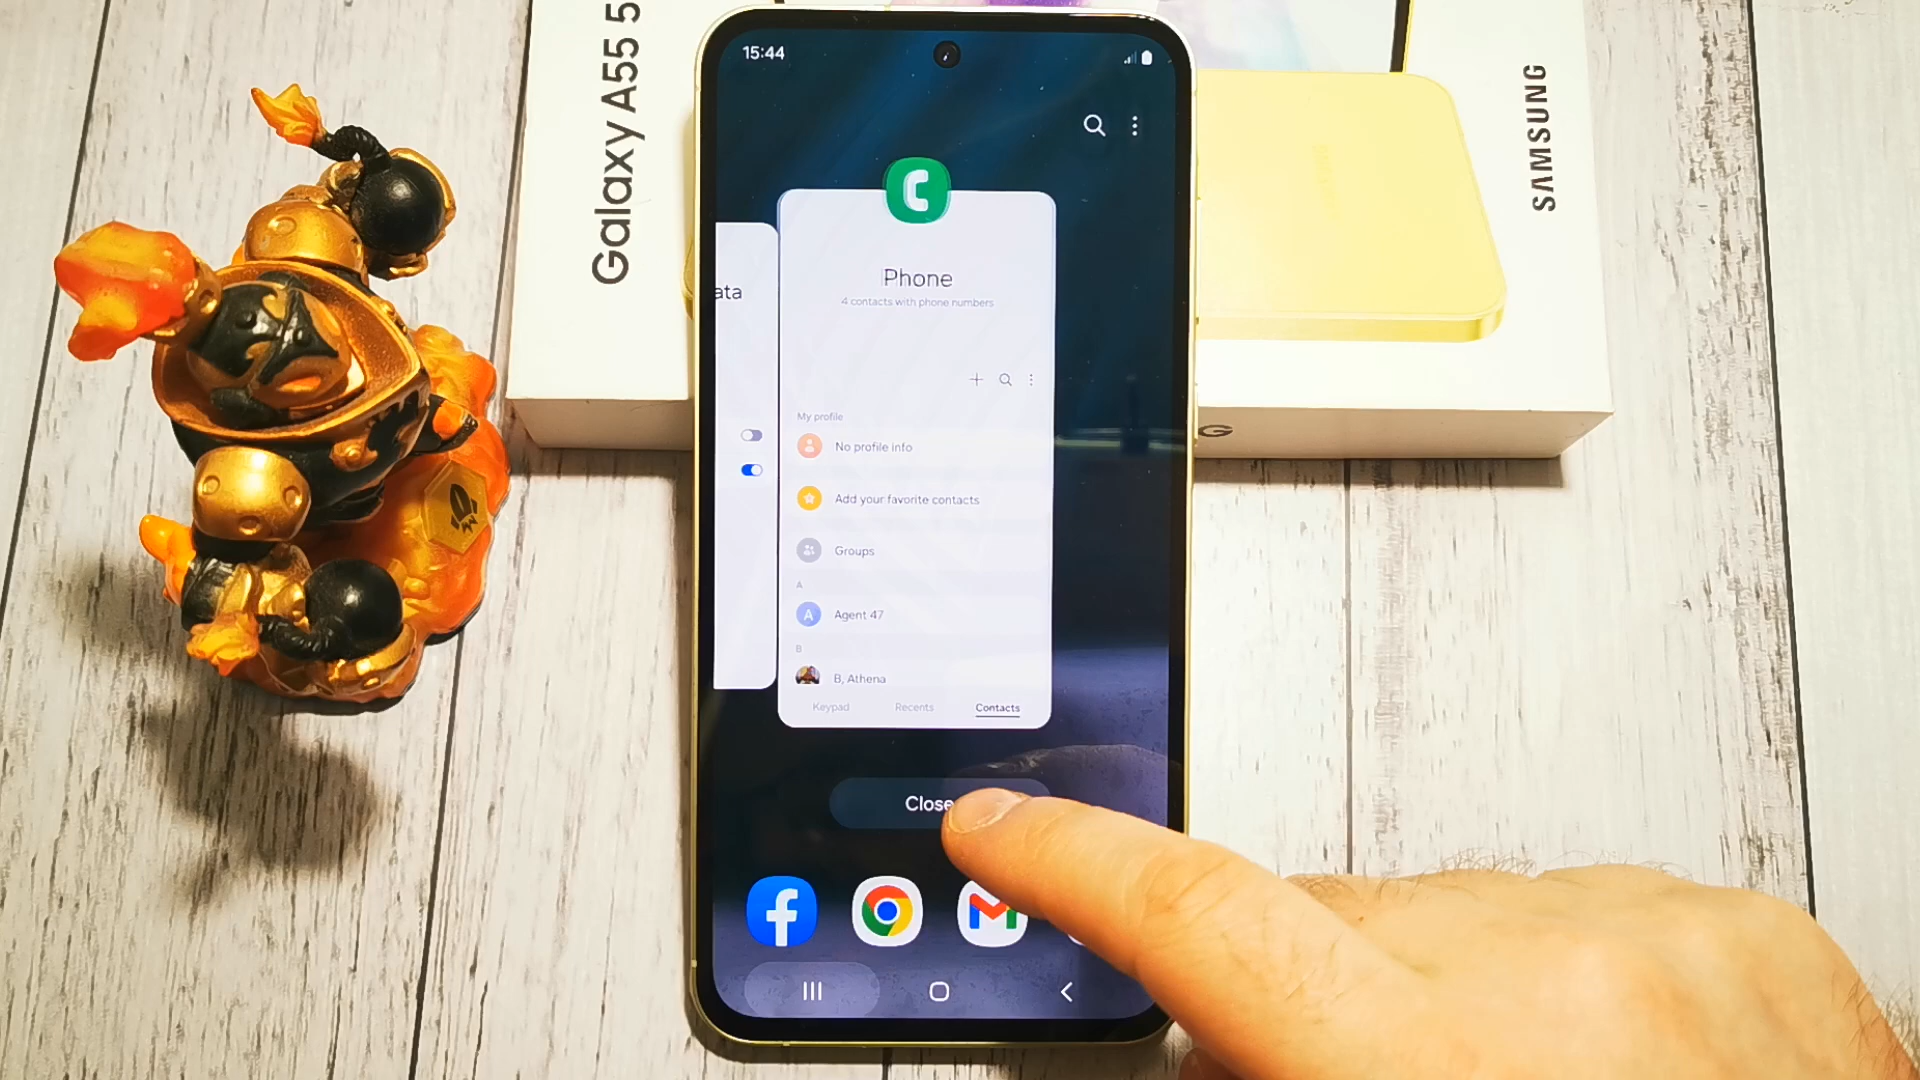 Galaxy A55 5
SAMSUNG
G
15:44
ata
Phone
4 contacts with phone numbers
My profile
No profile info
Add your favorite contacts
Groups
A
A
Agent 47
B
B, Athena
Keypad
Recents
Contacts
Close